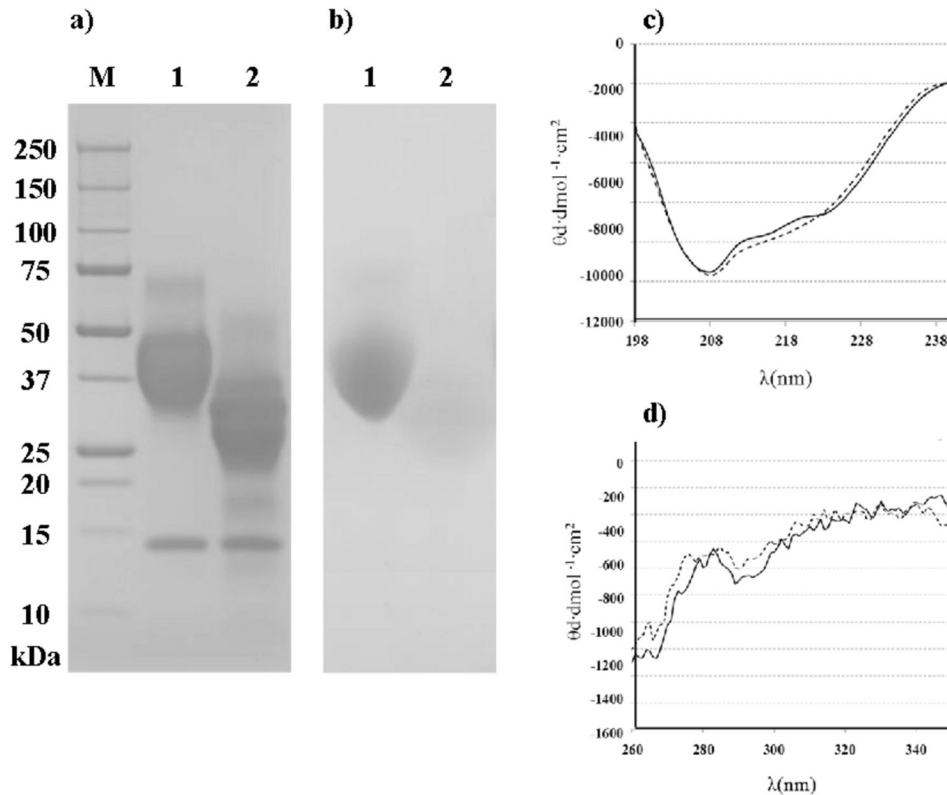 a)
M 1 2
250
150
100
75
50
37
25
20
15
10
kDa
b)
1 2
c)
0
-2000
-4000
-6000
-8000
-10000
-12000
198 208 218 228 238
θd·dmol⁻¹·cm²
λ(nm)
d)
0
-200
-400
-600
-800
-1000
-1200
-1400
-1600
260 280 300 320 340
θd·dmol⁻¹·cm²
λ(nm)